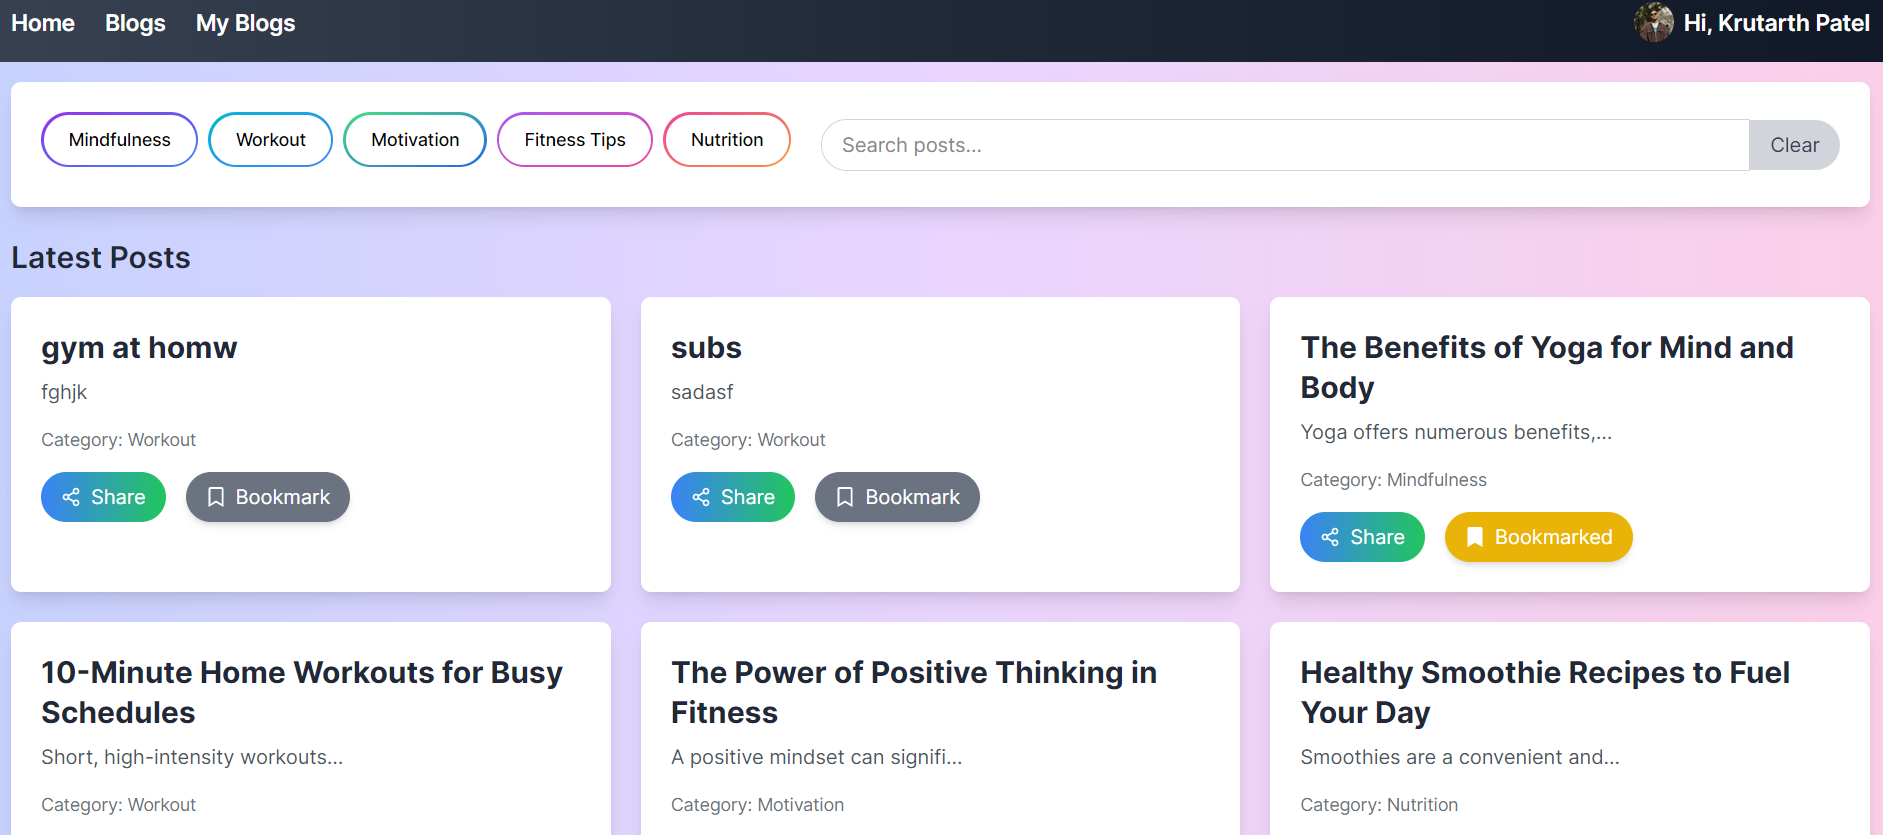 Home Blogs My Blogs Hi, Krutarth Patel
Mindfulness Workout Motivation Fitness Tips Nutrition Search posts... Clear
Latest Posts
gym at homw
fghjk
Category: Workout
Share Bookmark
subs
sadasf
Category: Workout
Share Bookmark
The Benefits of Yoga for Mind and
Body
Yoga offers numerous benefits,...
Category: Mindfulness
Share Bookmarked
10-Minute Home Workouts for Busy
Schedules
Short, high-intensity workouts...
Category: Workout
The Power of Positive Thinking in
Fitness
A positive mindset can signifi...
Category: Motivation
Healthy Smoothie Recipes to Fuel
Your Day
Smoothies are a convenient and...
Category: Nutrition